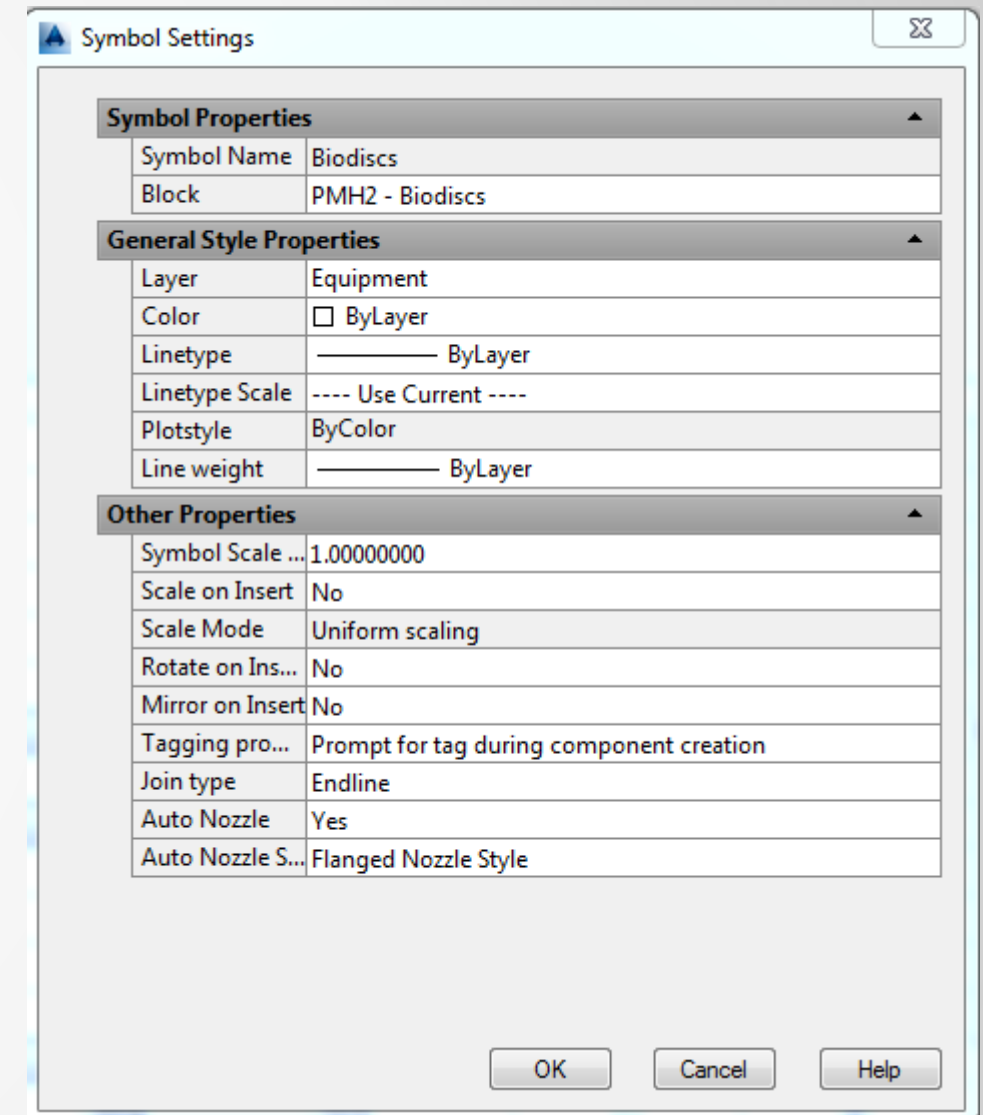 Symbol Settings
Symbol Properties
Symbol Name Biodiscs
Block PMH2 - Biodiscs
General Style Properties
Layer Equipment
Color ByLayer
Linetype ByLayer
Linetype Scale ---- Use Current ----
Plotstyle ByColor
Line weight ByLayer
Other Properties
Symbol Scale ... 1.00000000
Scale on Insert No
Scale Mode Uniform scaling
Rotate on Ins... No
Mirror on Insert No
Tagging pro... Prompt for tag during component creation
Join type Endline
Auto Nozzle Yes
Auto Nozzle S... Flanged Nozzle Style
OK Cancel Help